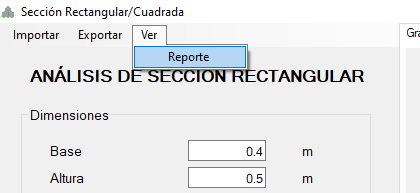 Sección Rectangular/Cuadrada
Importar Exportar Ver
Reporte
ANÁLISIS DE SECCION RECTANGULAR
Dimensiones
Base 0.4 m
Altura 0.5 m